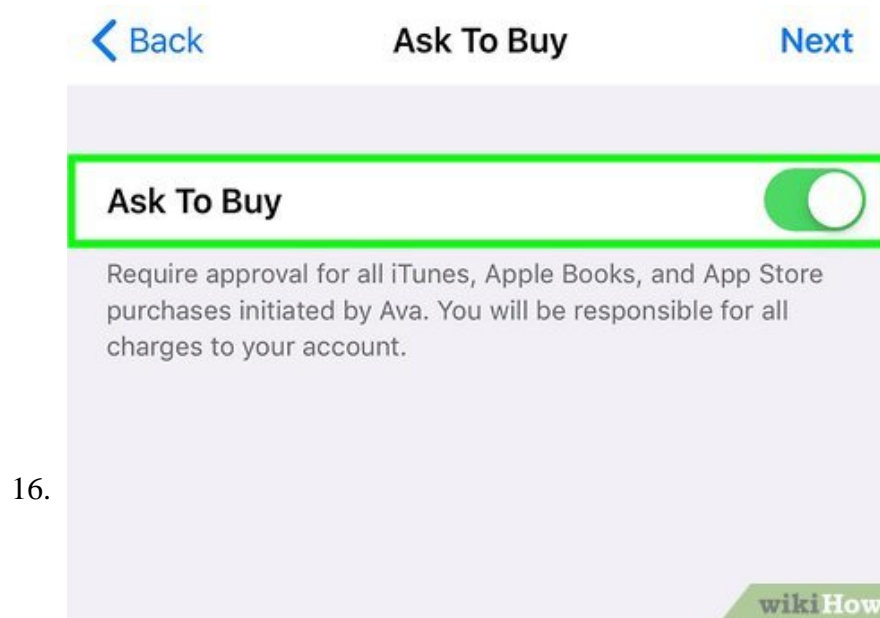 Back Ask To Buy Next
Ask To Buy
Require approval for all iTunes, Apple Books, and App Store
purchases initiated by Ava. You will be responsible for all
charges to your account.
16.
wikiHow